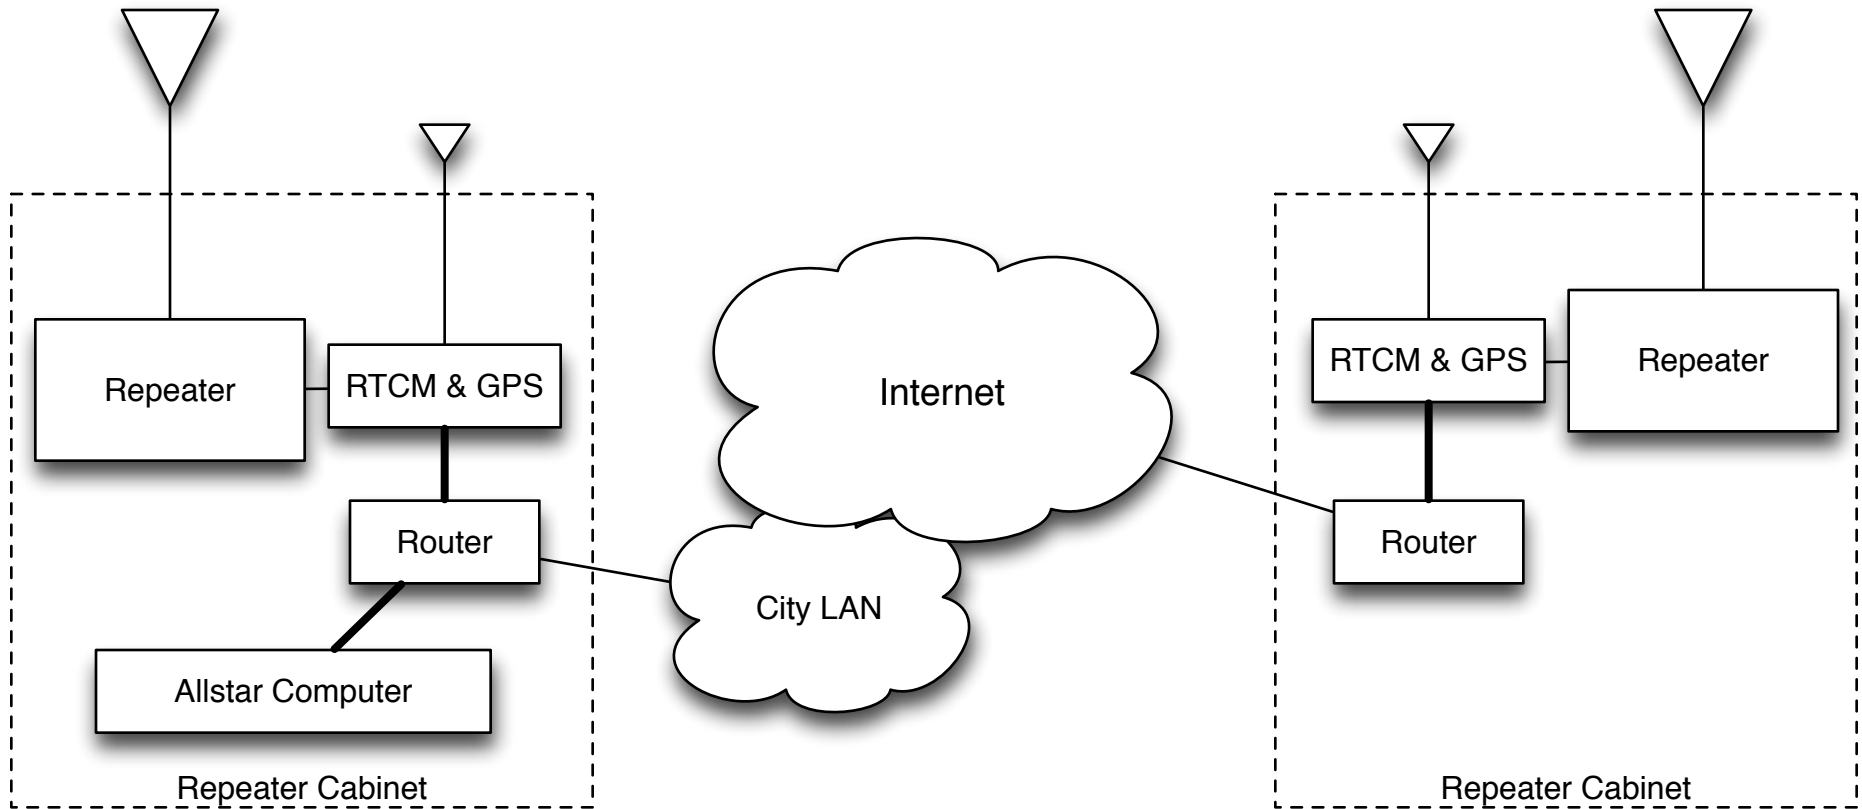 Repeater
RTCM & GPS
Router
Allstar Computer
Repeater Cabinet
Internet
City LAN
RTCM & GPS
Repeater
Router
Repeater Cabinet